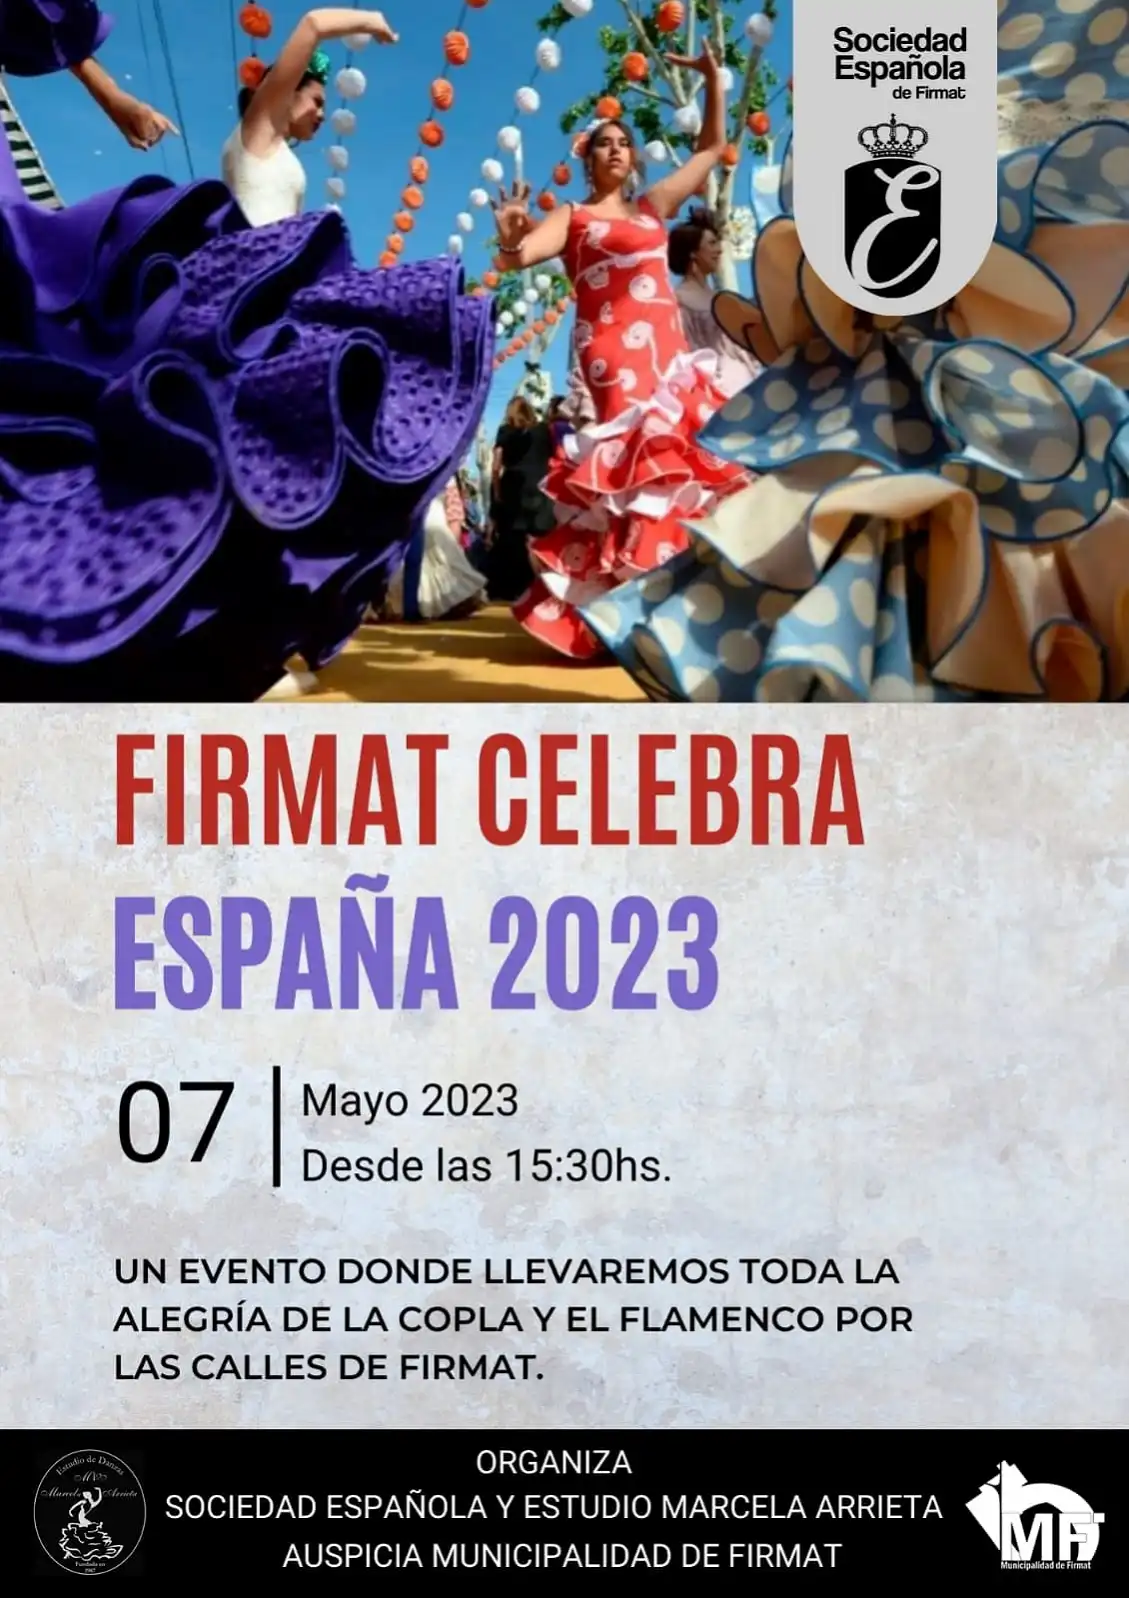 Sociedad
Española
de Firmat
E
FIRMAT CELEBRA
ESPAÑA 2023
07
Mayo 2023
Desde las 15:30hs.
UN EVENTO DONDE LLEVAREMOS TODA LA
ALEGRÍA DE LA COPLA Y EL FLAMENCO POR
LAS CALLES DE FIRMAT.
ORGANIZA
SOCIEDAD ESPAÑOLA Y ESTUDIO MARCELA ARRIETA
AUSPICIA MUNICIPALIDAD DE FIRMAT
Estudio de Danzas
Marcela Arrieta
Fundado en
MF
Municipalidad de Firmat